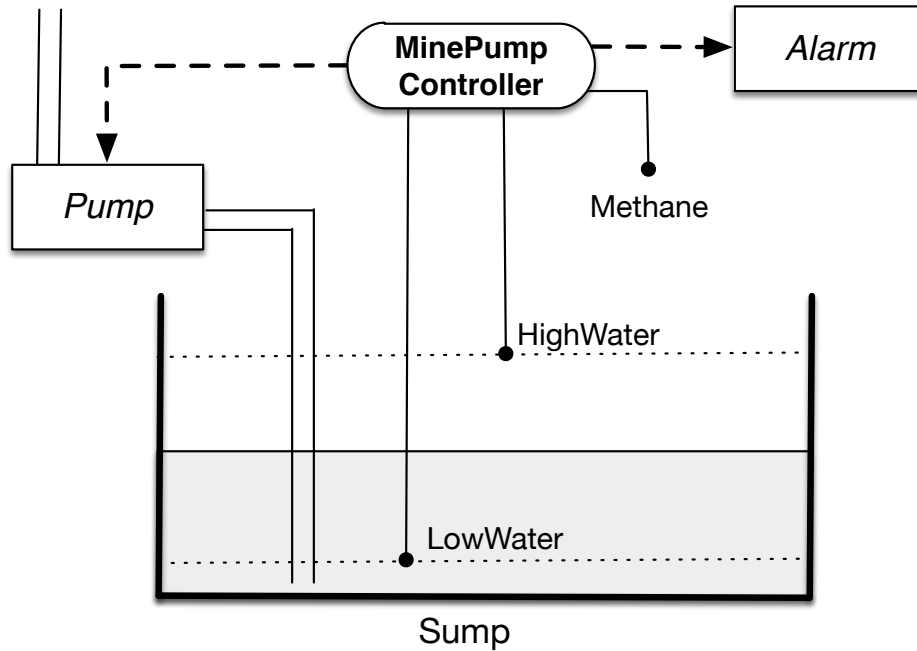 MinePump
Controller
Alarm
Pump
Methane
HighWater
LowWater
Sump